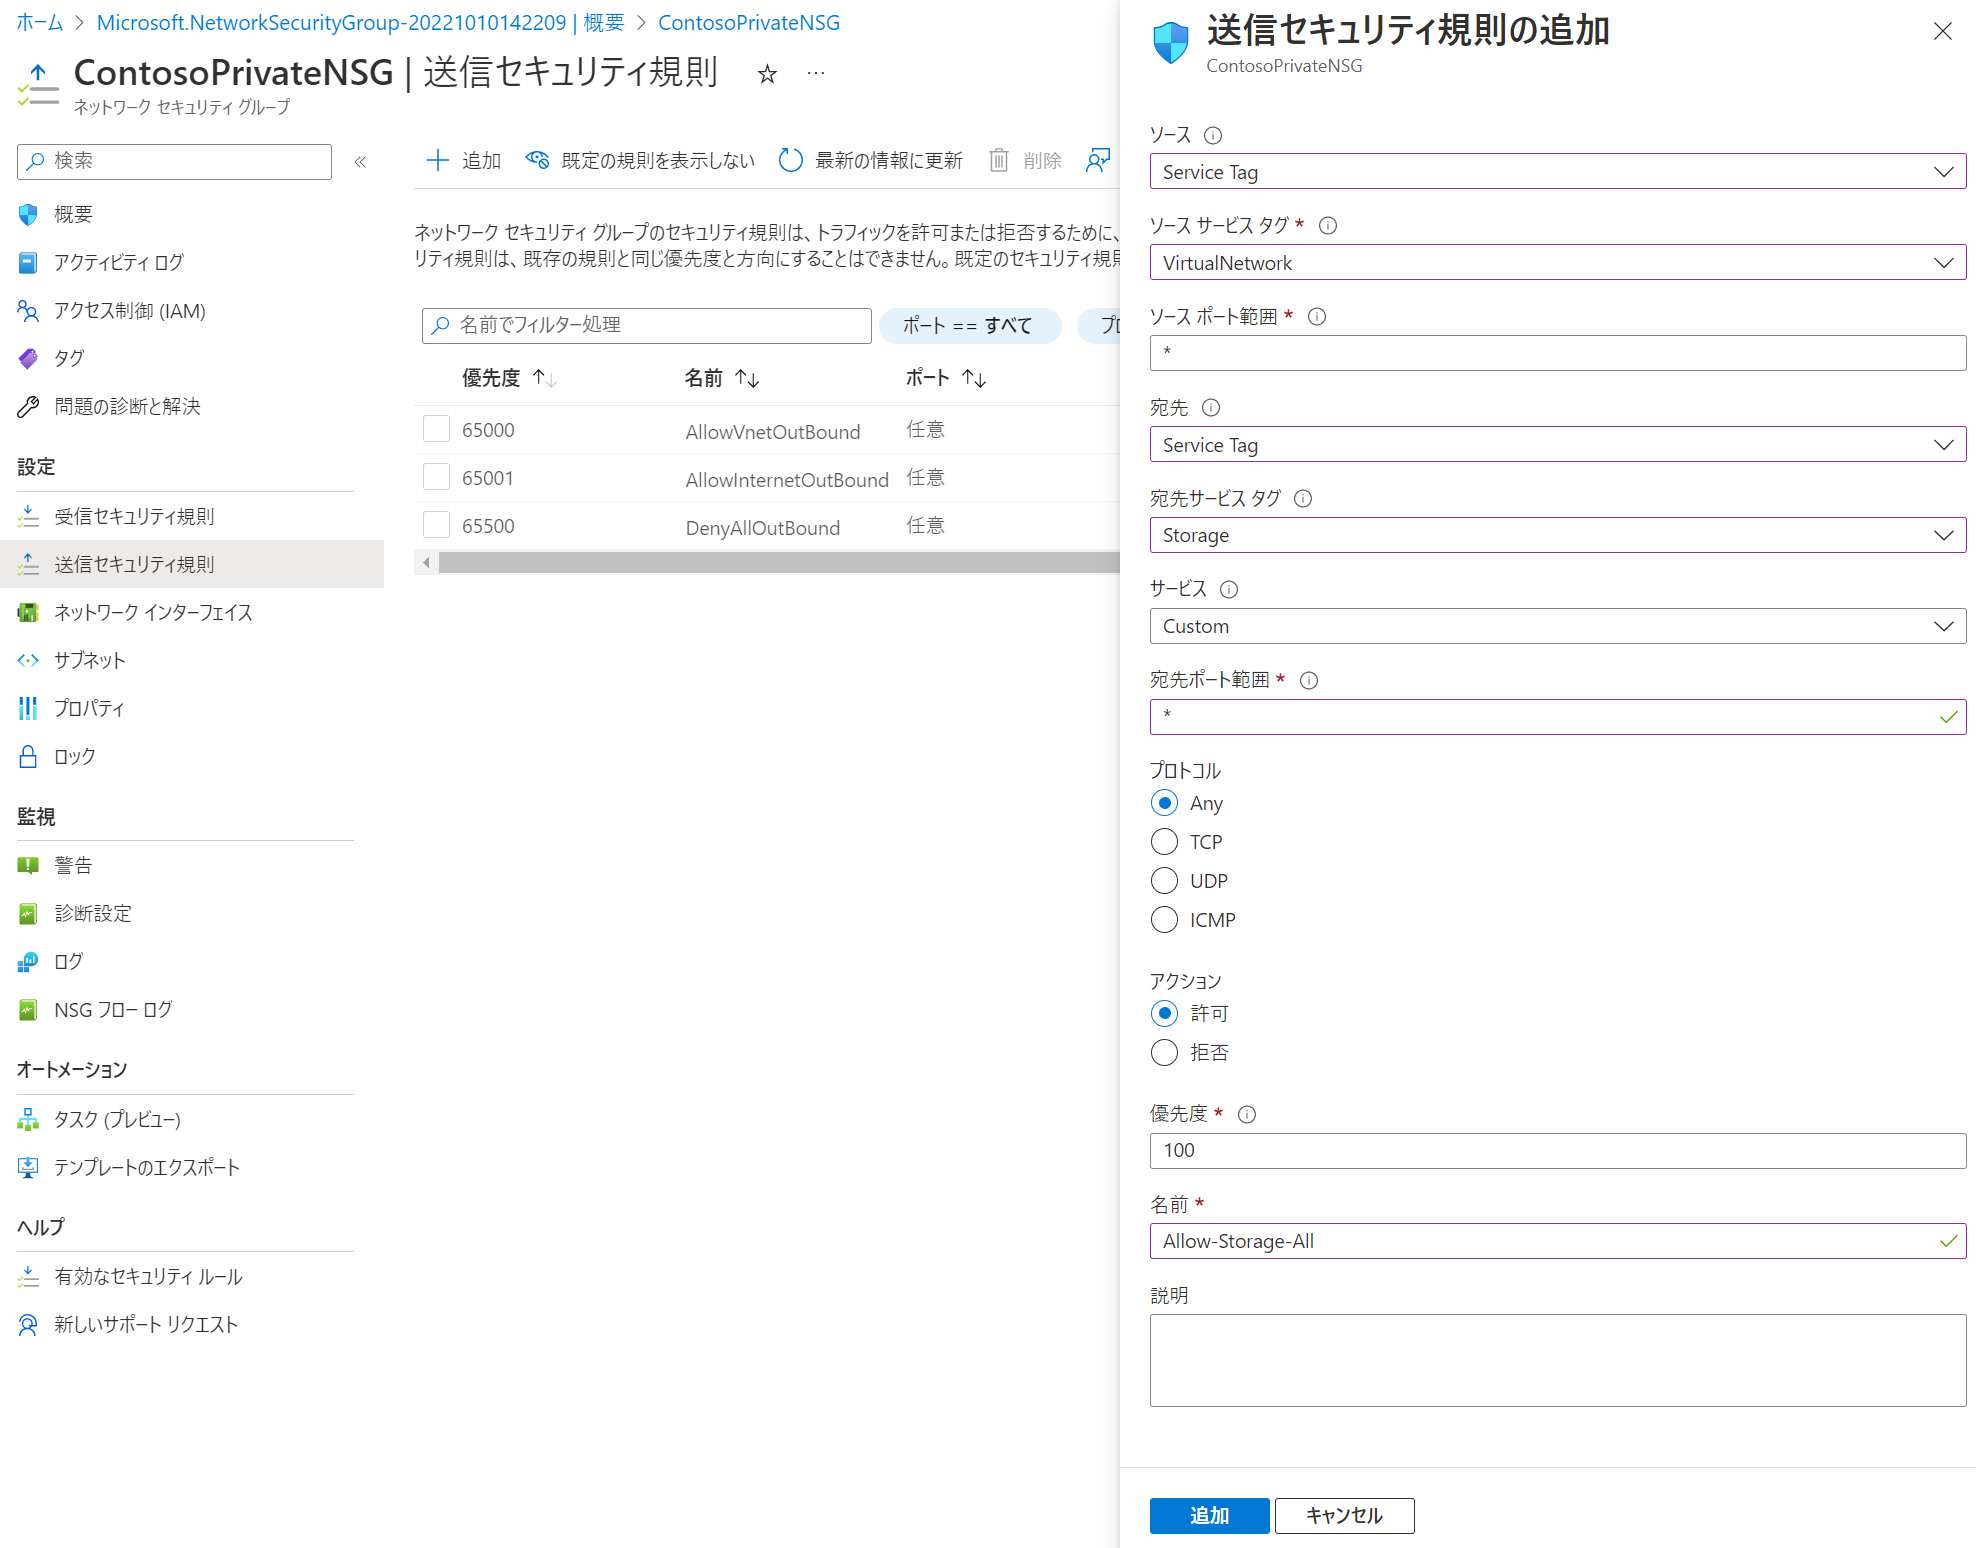 ホーム > Microsoft.NetworkSecurityGroup-20221010142209 | 概要 > ContosoPrivateNSG
ContosoPrivateNSG | 送信セキュリティ規則
ネットワーク セキュリティ グループ
検索
概要
アクティビティ ログ
アクセス制御 (IAM)
タグ
問題の診断と解決
設定
受信セキュリティ規則
送信セキュリティ規則
ネットワーク インターフェイス
サブネット
プロパティ
ロック
監視
警告
診断設定
ログ
NSG フロー ログ
オートメーション
タスク (プレビュー)
テンプレートのエクスポート
ヘルプ
有効なセキュリティ ルール
新しいサポート リクエスト
追加 既定の規則を表示しない 最新の情報に更新 削除
ネットワーク セキュリティ グループのセキュリティ規則は、トラフィックを許可または拒否するために、
リティ規則は、既存の規則と同じ優先度と方向にすることはできません。既定のセキュリティ規則
名前でフィルター処理 ポート == すべて プロ
優先度 名前 ポート
65000 AllowVnetOutBound 任意
65001 AllowInternetOutBound 任意
65500 DenyAllOutBound 任意
送信セキュリティ規則の追加
ContosoPrivateNSG
ソース
Service Tag
ソース サービス タグ *
VirtualNetwork
ソース ポート範囲 *
*
宛先
Service Tag
宛先サービス タグ
Storage
サービス
Custom
宛先ポート範囲 *
*
プロトコル
Any
TCP
UDP
ICMP
アクション
許可
拒否
優先度 *
100
名前 *
Allow-Storage-All
説明
追加 キャンセル